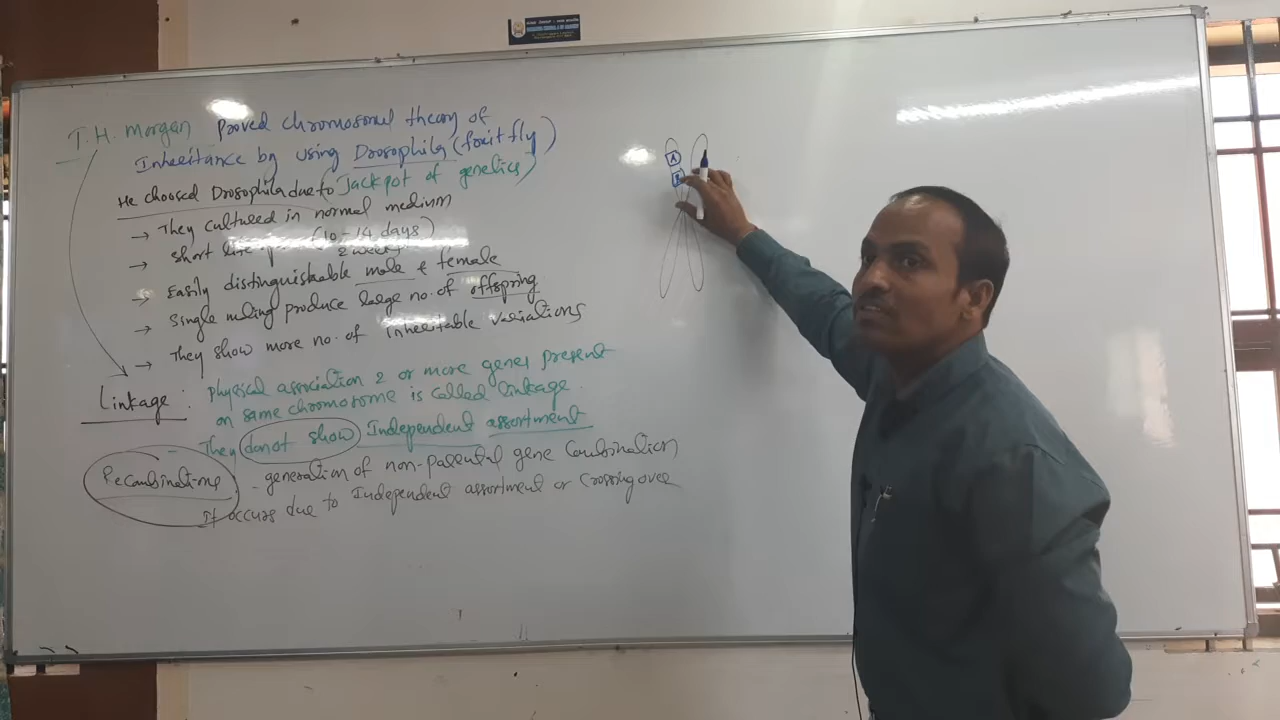 T.H. Morgan Proved chromosomal theory of
Inheritance by using Drosophila (fruit fly)
He choosed Drosophila due to (Jackpot of genetics)
→ They cultured in normal medium
→ short life (10-14 days)
2 week
→ Easily distinguishable male & female
→ Single mating produce large no. of offspring
→ They show more no. of inheritable variations
Linkage : Physical association 2 or more genes present
on same chromosome is called linkage.
They donot show Independent assortment
Recombinations - generation of non-parental gene Combination
It occurs due to Independent assortment or Crossing over
A
B